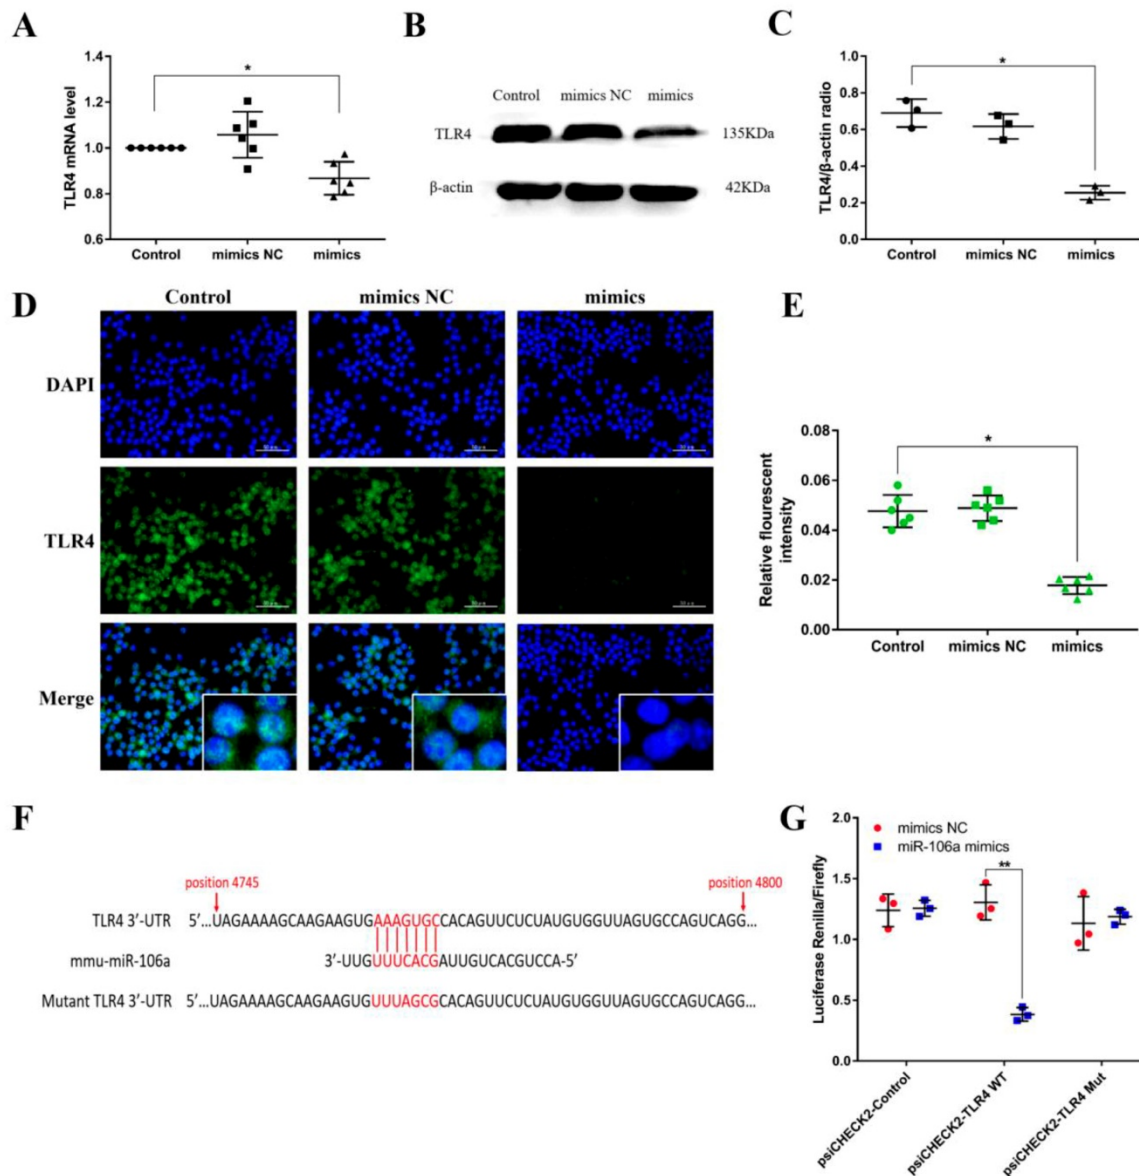 A
TLR4 mRNA level
1.4
1.2
1.0
0.8
0.6
*
Control mimics NC mimics
B
Control mimics NC mimics
TLR4 135KDa
β-actin 42KDa
C
TLR4/β-actin radio
1.0
0.8
0.6
0.4
0.2
0.0
*
Control mimics NC mimics
D
Control mimics NC mimics
DAPI
TLR4
Merge
E
Relative flourescent
intensity
0.08
0.06
0.04
0.02
0.00
*
Control mimics NC mimics
F
position 4745 position 4800
TLR4 3′-UTR 5′...UAGAAAAGCAAGAAGUGAAAGUGCCACAGUUCUCUAUGUGGUUAGUGCCAGUCAGG...
mmu-miR-106a 3′-UUGUUUCACGAUUGUCACGUCCA-5′
Mutant TLR4 3′-UTR 5′...UAGAAAAGCAAGAAGUGUUUAGCGCACAGUUCUCUAUGUGGUUAGUGCCAGUCAGG...
G
Luciferase Renilla/Firefly
2.0
1.5
1.0
0.5
0.0
mimics NC
miR-106a mimics
**
psiCHECK2-Control
psiCHECK2-TLR4 WT
psiCHECK2-TLR4 Mut